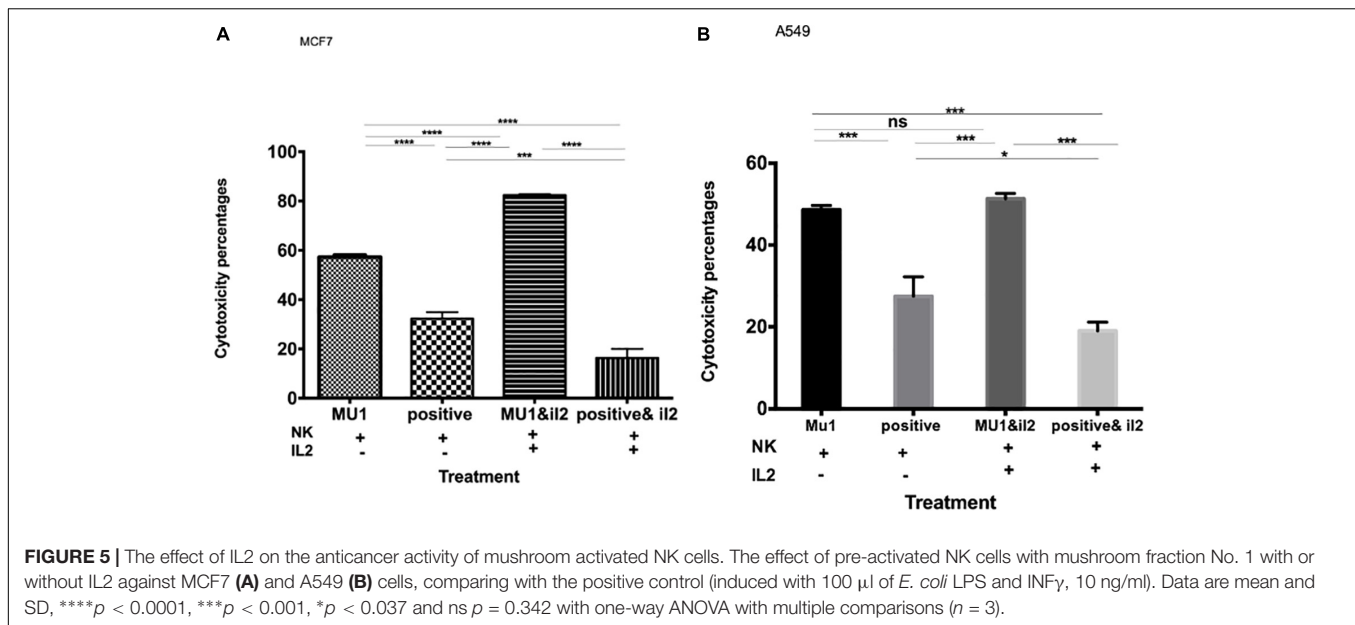 A
MCF7
****
****
****
****
****
***
100
80
60
40
20
0
Cytotoxicity percentages
MU1
positive
MU1&il2
positive& il2
NK + + + +
IL2 - - + +
Treatment
B
A549
***
ns
***
***
***
*
60
40
20
0
Cytotoxicity percentages
Mu1
positive
MU1&il2
positive& il2
NK + + + +
IL2 - - + +
Treatment
FIGURE 5 | The effect of IL2 on the anticancer activity of mushroom activated NK cells. The effect of pre-activated NK cells with mushroom fraction No. 1 with or
without IL2 against MCF7 (A) and A549 (B) cells, comparing with the positive control (induced with 100 μl of E. coli LPS and INFγ, 10 ng/ml). Data are mean and
SD, ****p < 0.0001, ***p < 0.001, *p < 0.037 and ns p = 0.342 with one-way ANOVA with multiple comparisons (n = 3).